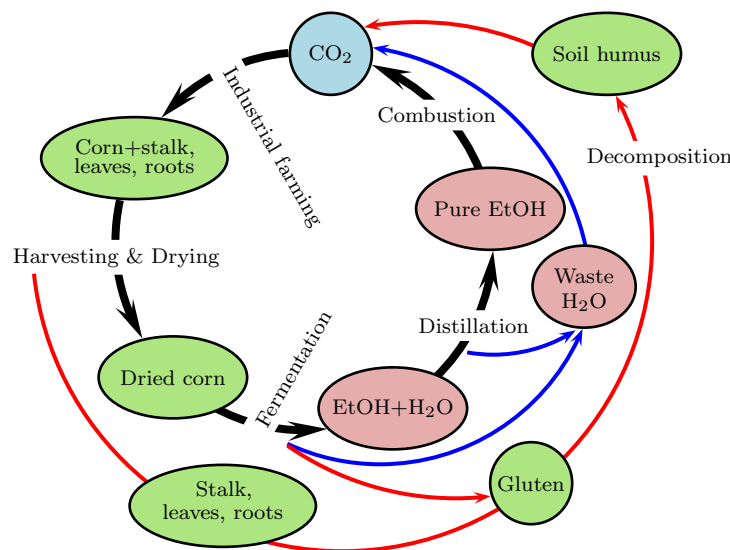 CO₂
Soil humus
Industrial farming
Combustion
Corn+stalk,
leaves, roots
Decomposition
Pure EtOH
Harvesting & Drying
Waste
H₂O
Distillation
Fermentation
Dried corn
EtOH+H₂O
Stalk,
leaves, roots
Gluten